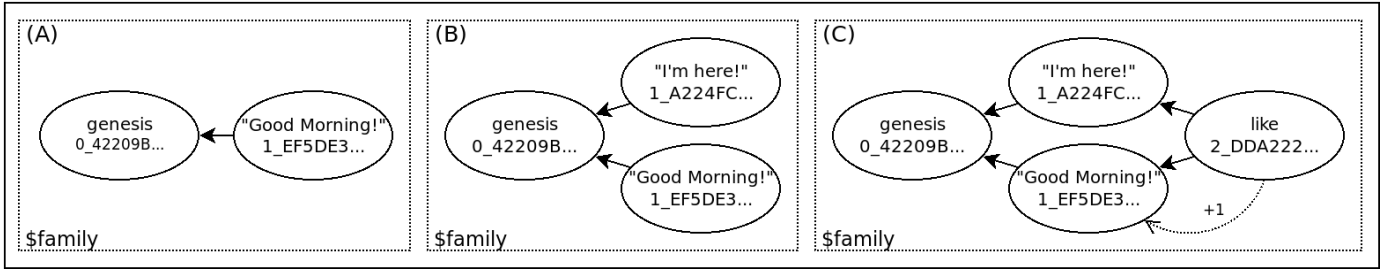 (A)
genesis
0_42209B...
"Good Morning!"
1_EF5DE3...
$family
(B)
"I'm here!"
1_A224FC...
genesis
0_42209B...
"Good Morning!"
1_EF5DE3...
$family
(C)
"I'm here!"
1_A224FC...
genesis
0_42209B...
like
2_DDA222...
"Good Morning!"
1_EF5DE3...
+1
$family